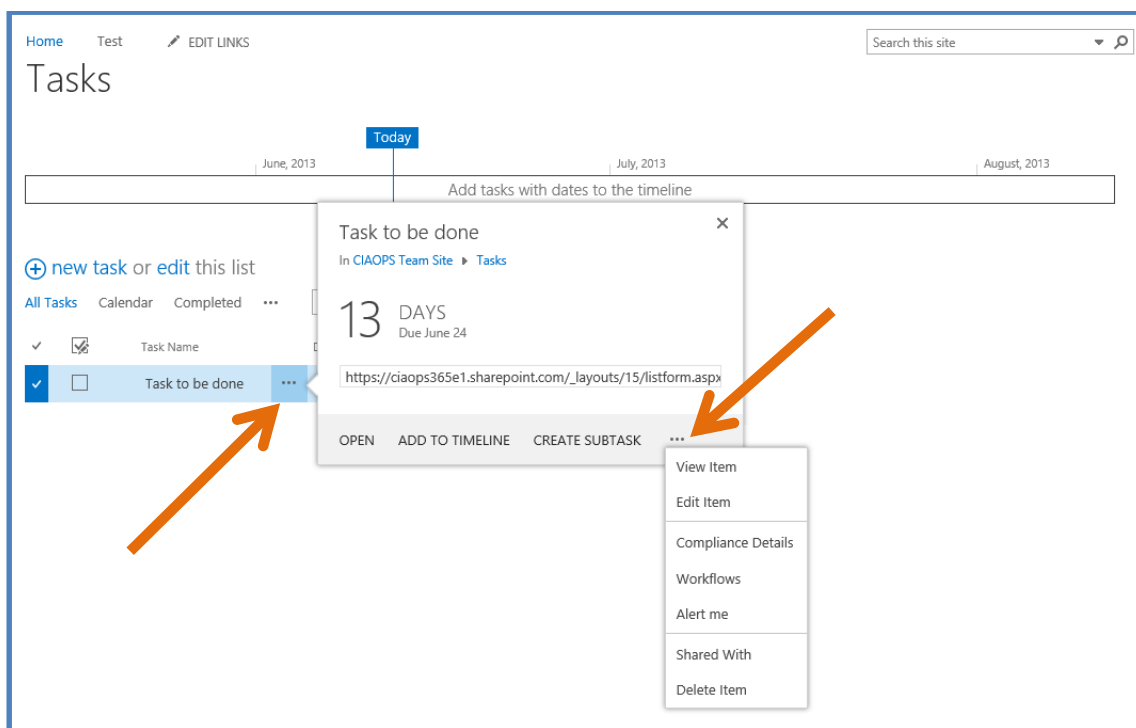 Home Test EDIT LINKS Search this site
Tasks
Today
June, 2013 July, 2013 August, 2013
Add tasks with dates to the timeline
Task to be done
In CIAOPS Team Site Tasks
new task or edit this list
All Tasks Calendar Completed ...
13 DAYS
Due June 24
Task Name
Task to be done ...
https://ciaops365e1.sharepoint.com/_layouts/15/listform.aspx
OPEN ADD TO TIMELINE CREATE SUBTASK ...
View Item
Edit Item
Compliance Details
Workflows
Alert me
Shared With
Delete Item